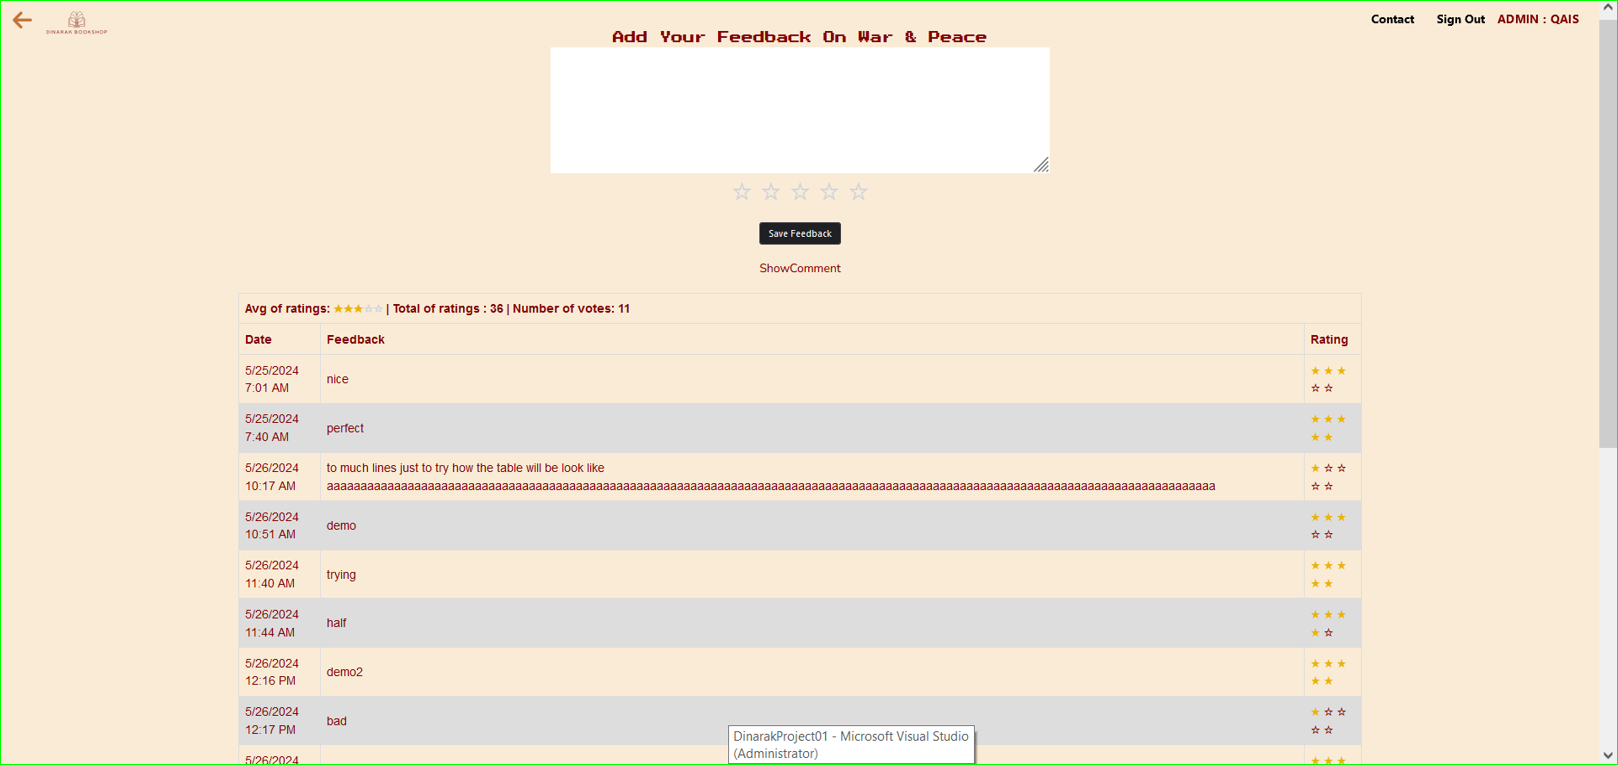 DINARAK BOOKSHOP
Contact Sign Out ADMIN : QAIS
Add Your Feedback On War & Peace
Save Feedback
ShowComment
Avg of ratings: ★★★☆☆ | Total of ratings : 36 | Number of votes: 11
Date Feedback Rating
5/25/2024
7:01 AM
nice
★ ★ ★
☆ ☆
5/25/2024
7:40 AM
perfect
★ ★ ★
★ ★
5/26/2024
10:17 AM
to much lines just to try how the table will be look like
★ ☆ ☆
☆ ☆
5/26/2024
10:51 AM
demo
★ ★ ★
☆ ☆
5/26/2024
11:40 AM
trying
★ ★ ★
★ ★
5/26/2024
11:44 AM
half
★ ★ ★
★ ☆
5/26/2024
12:16 PM
demo2
★ ★ ★
★ ★
5/26/2024
12:17 PM
bad
★ ☆ ☆
☆ ☆
5/26/2024
★ ★ ★
DinarakProject01 - Microsoft Visual Studio
(Administrator)